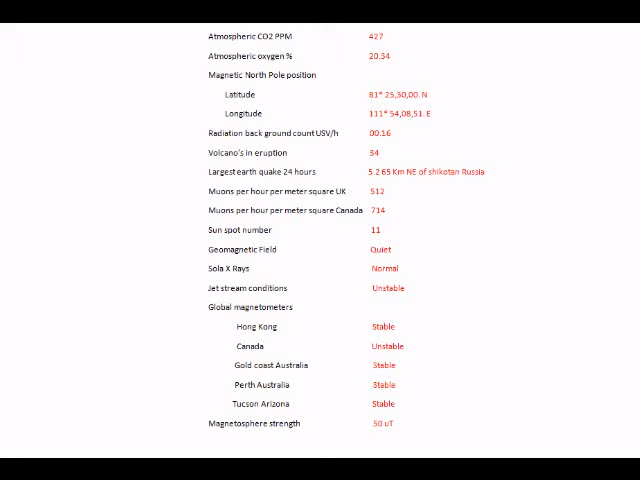 Atmospheric CO2 PPM 427
Atmospheric oxygen % 20.34
Magnetic North Pole position
Latitude 81* 25,30,00. N
Longitude 111* 54,08,51. E
Radiation back ground count USV/h 00.16
Volcano's in eruption 34
Largest earth quake 24 hours 5.2 65 Km NE of shikotan Russia
Muons per hour per meter square UK 512
Muons per hour per meter square Canada 714
Sun spot number 11
Geomagnetic Field Quiet
Sola X Rays Normal
Jet stream conditions Unstable
Global magnetometers
Hong Kong Stable
Canada Unstable
Gold coast Australia Stable
Perth Australia Stable
Tucson Arizona Stable
Magnetosphere strength 50 uT